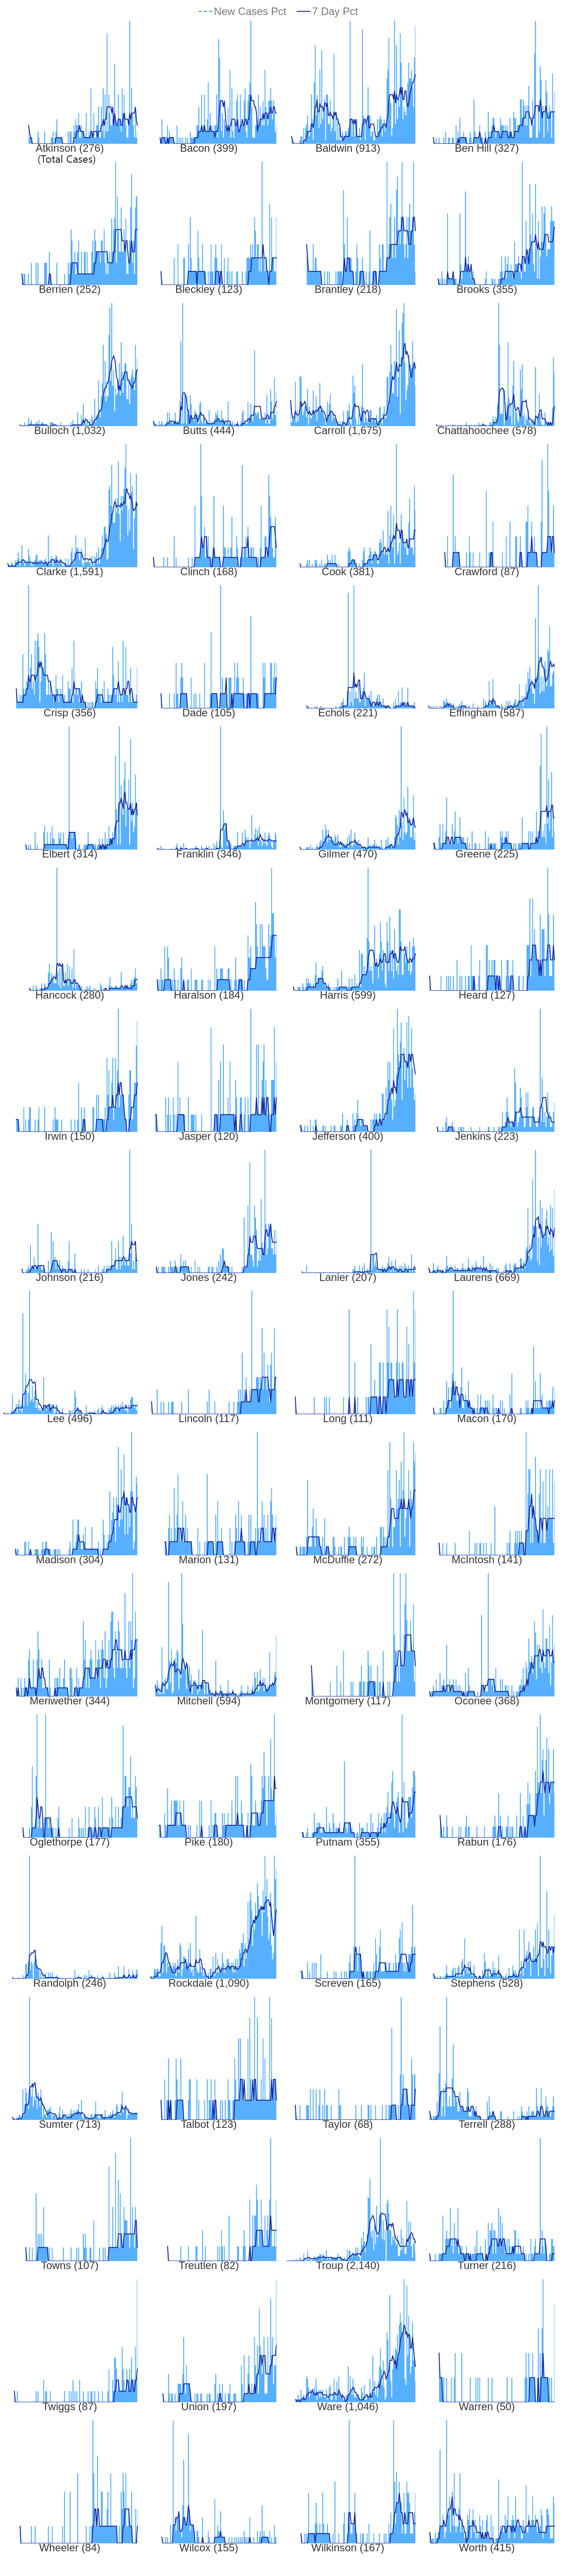 New Cases Pct 7 Day Pct
Atkinson (276) Bacon (399) Baldwin (913) Ben Hill (327)
(Total Cases)
Berrien (252) Bleckley (123) Brantley (218) Brooks (355)
Bulloch (1,032) Butts (444) Carroll (1,675) Chattahoochee (578)
Clarke (1,591) Clinch (168) Cook (381) Crawford (87)
Crisp (356) Dade (105) Echols (221) Effingham (587)
Elbert (314) Franklin (346) Gilmer (470) Greene (225)
Hancock (280) Haralson (184) Harris (599) Heard (127)
Irwin (150) Jasper (120) Jefferson (400) Jenkins (223)
Johnson (216) Jones (242) Lanier (207) Laurens (669)
Lee (496) Lincoln (117) Long (111) Macon (170)
Madison (304) Marion (131) McDuffie (272) McIntosh (141)
Meriwether (344) Mitchell (594) Montgomery (117) Oconee (368)
Oglethorpe (177) Pike (180) Putnam (355) Rabun (176)
Randolph (246) Rockdale (1,090) Screven (165) Stephens (528)
Sumter (713) Talbot (123) Taylor (68) Terrell (288)
Towns (107) Treutlen (82) Troup (2,140) Turner (216)
Twiggs (87) Union (197) Ware (1,046) Warren (50)
Wheeler (84) Wilcox (155) Wilkinson (167) Worth (415)